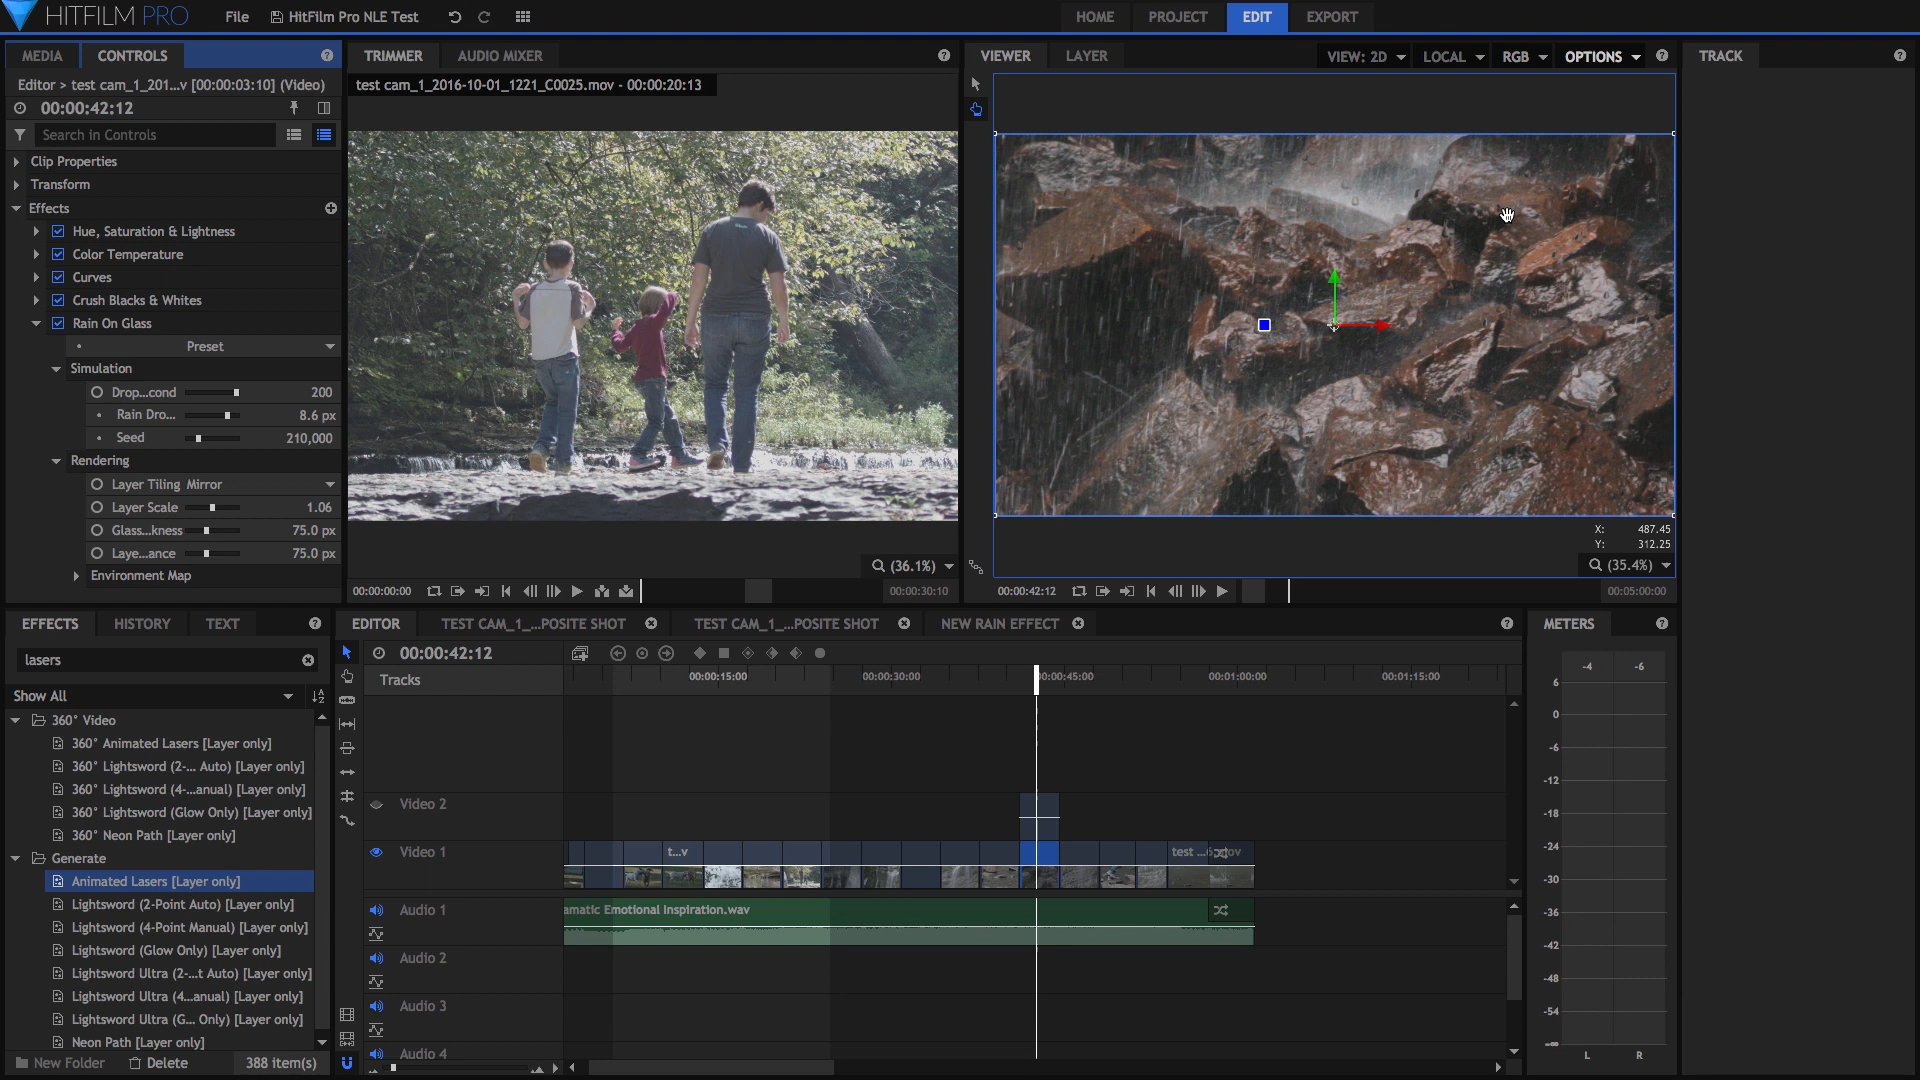 HITFILM PRO
File
HitFilm Pro NLE Test
HOME
PROJECT
EDIT
EXPORT
MEDIA
CONTROLS
Editor > test cam_1_201...v [00:00:03:10] (Video)
00:00:42:12
Search in Controls
Clip Properties
Transform
Effects
Hue, Saturation & Lightness
Color Temperature
Curves
Crush Blacks & Whites
Rain On Glass
Preset
Simulation
Drop...cond 200
Rain Dro... 8.6 px
Seed 210,000
Rendering
Layer Tiling Mirror
Layer Scale 1.06
Glass...kness 75.0 px
Laye...ance 75.0 px
Environment Map
TRIMMER
AUDIO MIXER
test cam_1_2016-10-01_1221_C0025.mov - 00:00:20:13
(36.1%)
00:00:00:00
00:00:30:10
VIEWER
LAYER
VIEW: 2D
LOCAL
RGB
OPTIONS
X: 487.45
Y: 312.25
(35.4%)
00:00:42:12
00:05:00:00
TRACK
EFFECTS
HISTORY
TEXT
lasers
Show All
360° Video
360° Animated Lasers [Layer only]
360° Lightsword (2-... Auto) [Layer only]
360° Lightsword (4-...anual) [Layer only]
360° Lightsword (Glow Only) [Layer only]
360° Neon Path [Layer only]
Generate
Animated Lasers [Layer only]
Lightsword (2-Point Auto) [Layer only]
Lightsword (4-Point Manual) [Layer only]
Lightsword (Glow Only) [Layer only]
Lightsword Ultra (2-...t Auto) [Layer only]
Lightsword Ultra (4...anual) [Layer only]
Lightsword Ultra (G... Only) [Layer only]
Neon Path [Layer only]
New Folder
Delete
388 item(s)
EDITOR
TEST CAM_1_...POSITE SHOT
TEST CAM_1_...POSITE SHOT
NEW RAIN EFFECT
00:00:42:12
Tracks
00:00:15:00
00:00:30:00
00:00:45:00
00:01:00:00
00:01:15:00
Video 2
Video 1
t...v
Audio 1
amatic Emotional Inspiration.wav
Audio 2
Audio 3
Audio 4
METERS
-4 -6
6
0
-6
-12
-18
-24
-30
-36
-42
-48
-54
-∞
L R